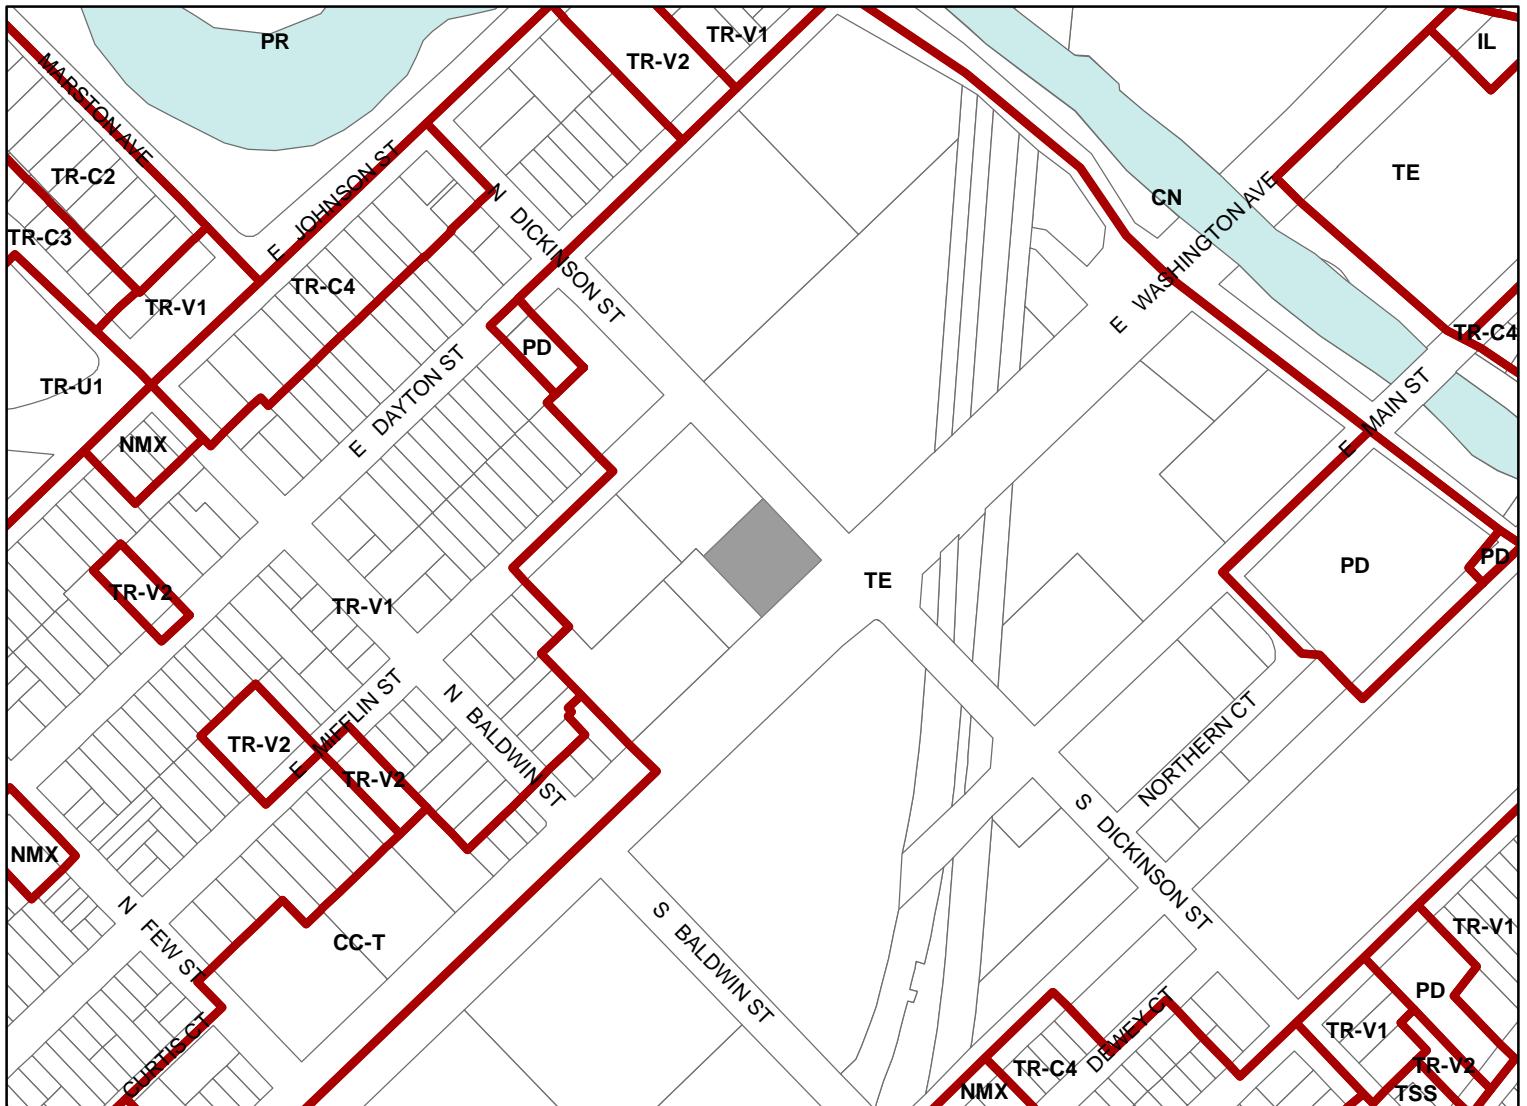 PR
TR-V1
IL
TR-V2
MARSTON AVE
TR-C2
TE
E JOHNSON ST
N DICKINSON ST
CN
E WASHINGTON AVE
TR-C3
TR-C4
TR-V1
TR-C4
PD
TR-U1
E DAYTON ST
E MAIN ST
NMX
PD
PD
TE
TR-V2
TR-V1
E MIFFLIN ST
N BALDWIN ST
NORTHERN CT
TR-V2
TR-V2
NMX
S DICKINSON ST
N FEW ST
CC-T
S BALDWIN ST
TR-V1
PD
CURTIS CT
DEWEY CT
TR-V1
TR-C4
TR-V2
NMX
TSS